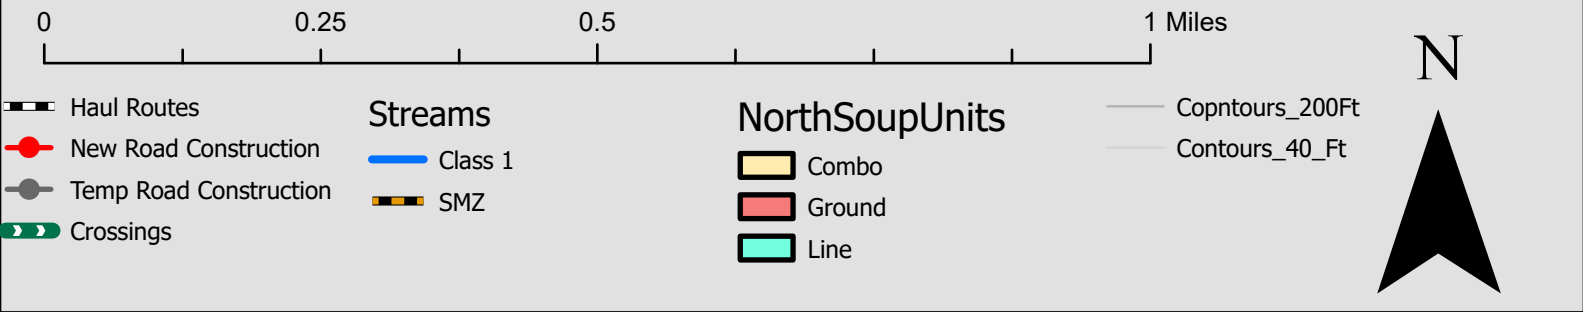 0 0.25 0.5 1 Miles
N
Haul Routes
New Road Construction
Temp Road Construction
Crossings
Streams
Class 1
SMZ
NorthSoupUnits
Combo
Ground
Line
Copntours_200Ft
Contours_40_Ft